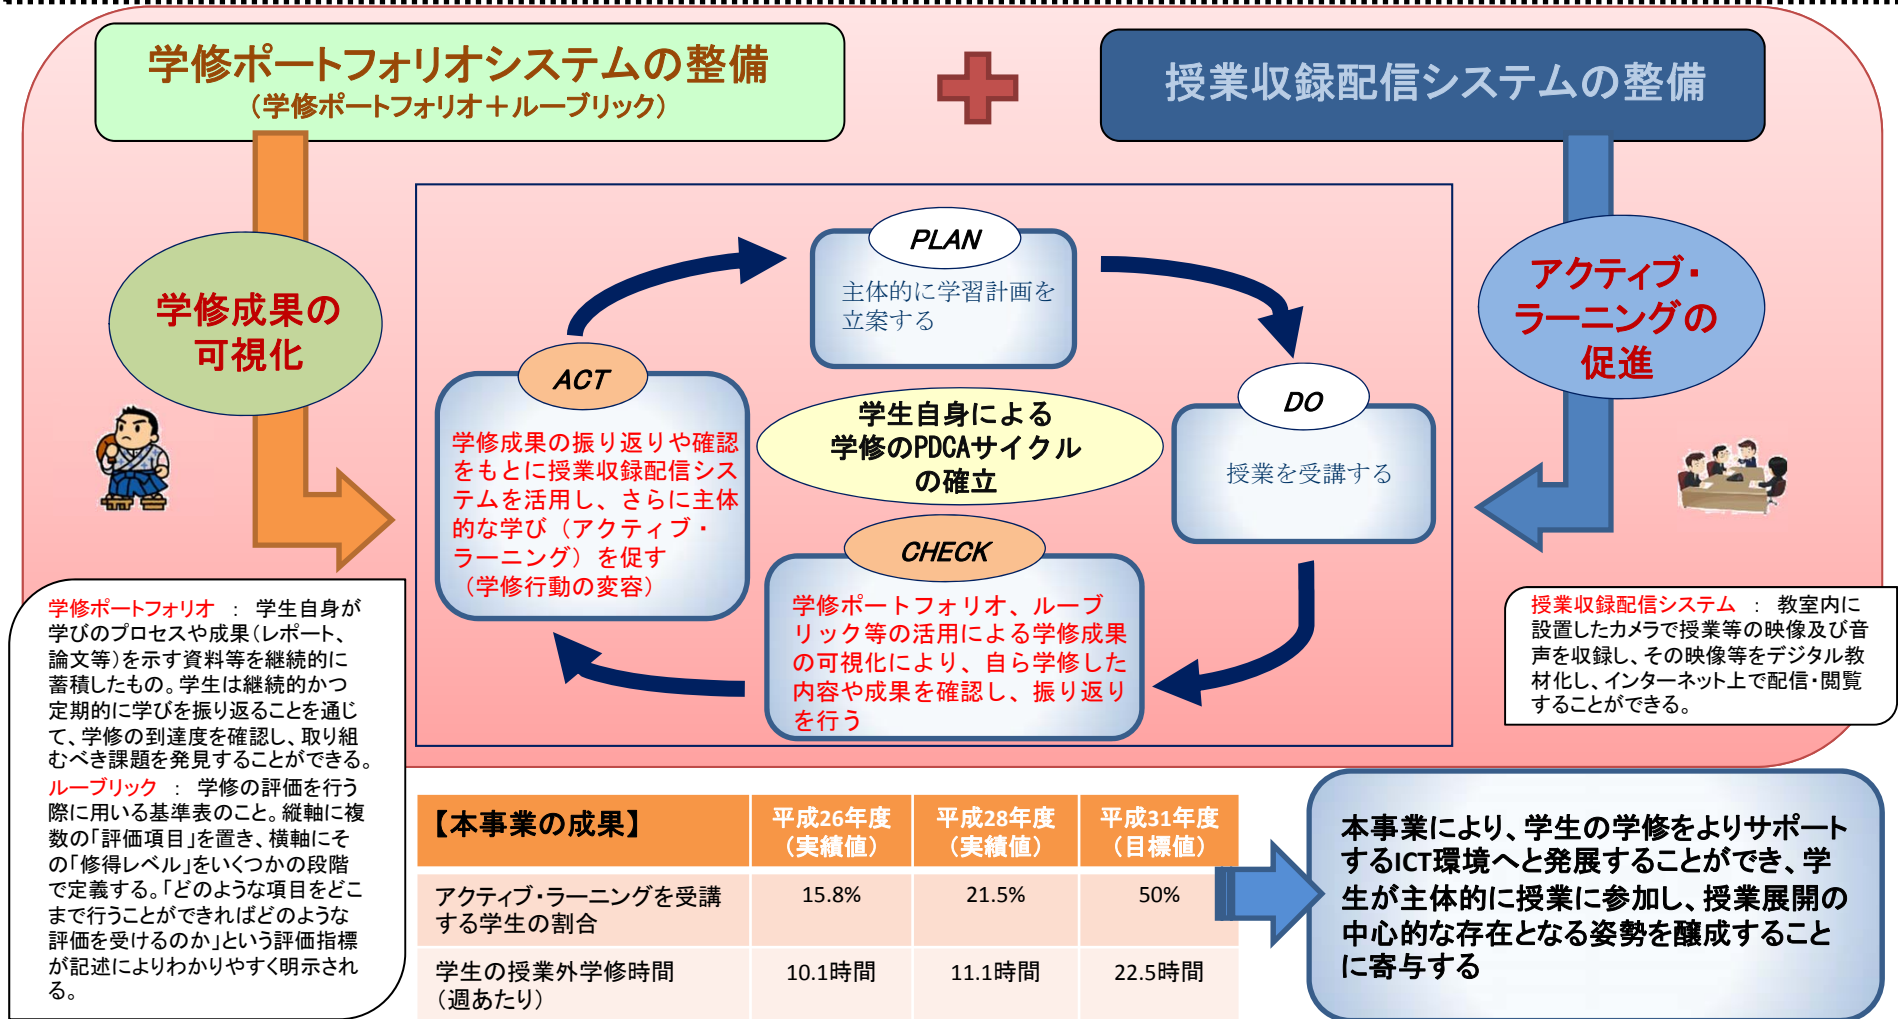 学修ポートフォリオシステムの整備
（学修ポートフォリオ＋ルーブリック）
授業収録配信システムの整備
学修成果の
可視化
アクティブ・
ラーニングの
促進
PLAN
主体的に学習計画を
立案する
DO
授業を受講する
CHECK
学修ポートフォリオ、ルーブ
リック等の活用による学修成果
の可視化により、自ら学修した
内容や成果を確認し、振り返り
を行う
ACT
学修成果の振り返りや確認
をもとに授業収録配信シス
テムを活用し、さらに主体
的な学び（アクティブ・
ラーニング）を促す
（学修行動の変容）
学生自身による
学修のPDCAサイクル
の確立
学修ポートフォリオ ： 学生自身が
学びのプロセスや成果（レポート、
論文等）を示す資料等を継続的に
蓄積したもの。学生は継続的かつ
定期的に学びを振り返ることを通じ
て、学修の到達度を確認し、取り組
むべき課題を発見することができる。
ルーブリック ： 学修の評価を行う
際に用いる基準表のこと。縦軸に複
数の「評価項目」を置き、横軸にそ
の「修得レベル」をいくつかの段階
で定義する。「どのような項目をどこ
まで行うことができればどのような
評価を受けるのか」という評価指標
が記述によりわかりやすく明示され
る。
授業収録配信システム ： 教室内に
設置したカメラで授業等の映像及び音
声を収録し、その映像等をデジタル教
材化し、インターネット上で配信・閲覧
することができる。
【本事業の成果】 平成26年度 平成28年度 平成31年度
（実績値） （実績値） （目標値）
アクティブ・ラーニングを受講 15.8% 21.5% 50%
する学生の割合
学生の授業外学修時間 10.1時間 11.1時間 22.5時間
（週あたり）
本事業により、学生の学修をよりサポート
するICT環境へと発展することができ、学
生が主体的に授業に参加し、授業展開の
中心的な存在となる姿勢を醸成すること
に寄与する